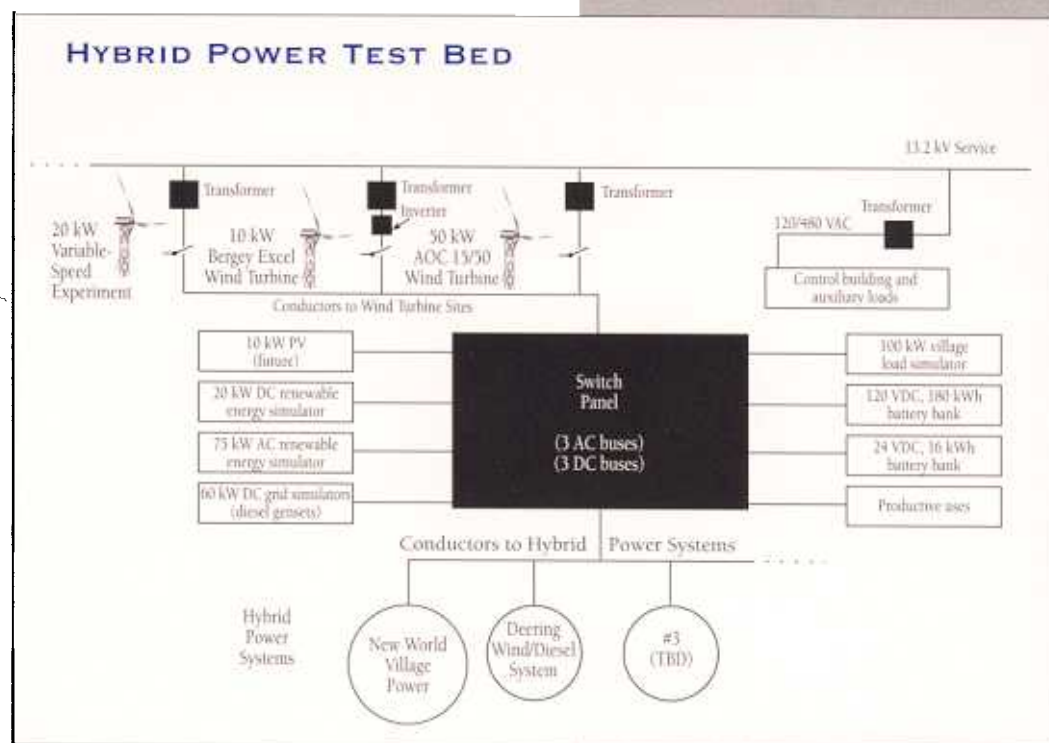 HYBRID POWER TEST BED
13.2 kV Service
Transformer
Transformer
Inverter
Transformer
Transformer
120/480 VAC
20 kW
Variable-
Speed
Experiment
10 kW
Bergey Excel
Wind Turbine
50 kW
AOC 15/50
Wind Turbine
Control building and
auxiliary loads
Conductors to Wind Turbine Sites
10 kW PV
(future)
20 kW DC renewable
energy simulator
75 kW AC renewable
energy simulator
60 kW DC grid simulators
(diesel gensets)
Switch
Panel
(3 AC buses)
(3 DC buses)
100 kW village
load simulator
120 VDC, 180 kWh
battery bank
24 VDC, 16 kWh
battery bank
Productive uses
Conductors to Hybrid Power Systems
Hybrid
Power
Systems
New World
Village
Power
Deering
Wind/Diesel
System
#3
(TBD)